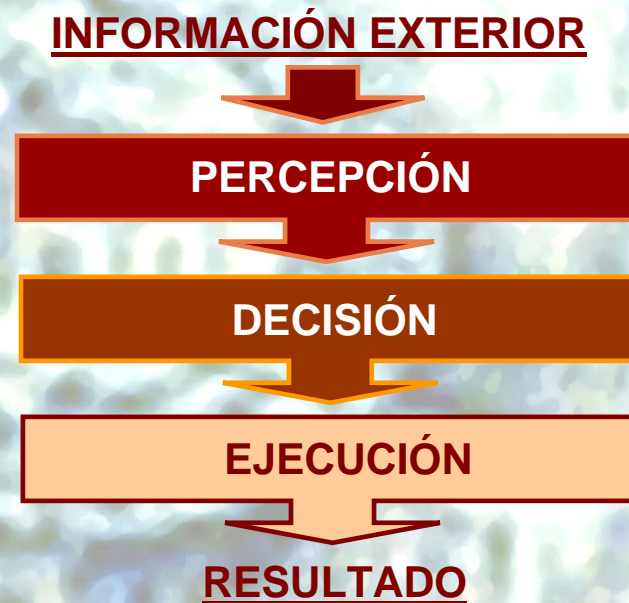 INFORMACIÓN EXTERIOR
PERCEPCIÓN
DECISIÓN
EJECUCIÓN
RESULTADO